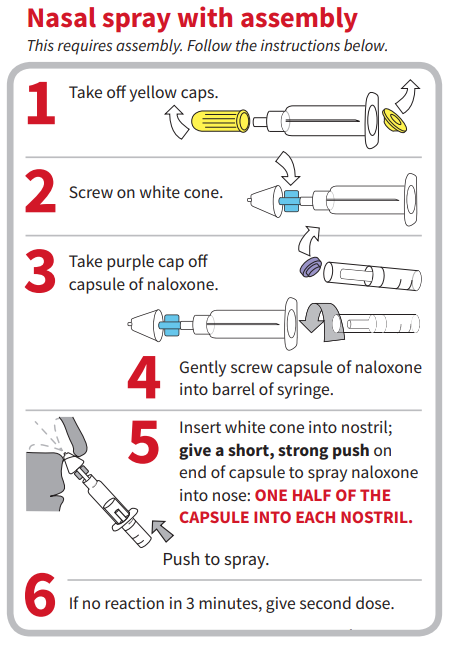 Nasal spray with assembly
This requires assembly. Follow the instructions below.
1 Take off yellow caps.
2 Screw on white cone.
3 Take purple cap off
capsule of naloxone.
4 Gently screw capsule of naloxone
into barrel of syringe.
5 Insert white cone into nostril;
give a short, strong push on
end of capsule to spray naloxone
into nose: ONE HALF OF THE
CAPSULE INTO EACH NOSTRIL.
Push to spray.
6 If no reaction in 3 minutes, give second dose.